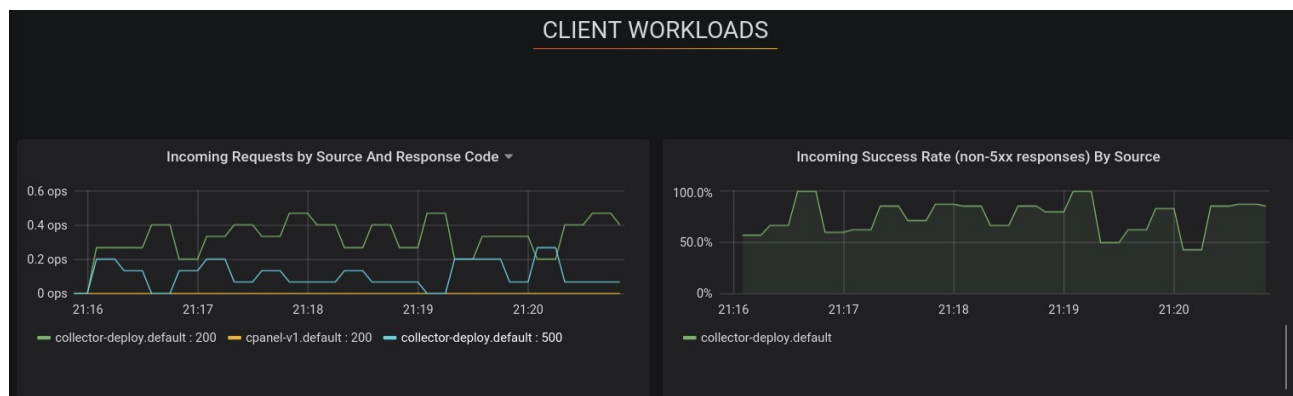 CLIENT WORKLOADS
Incoming Requests by Source And Response Code
0.6 ops
0.4 ops
0.2 ops
0 ops
21:16 21:17 21:18 21:19 21:20
collector-deploy.default : 200 cpanel-v1.default : 200 collector-deploy.default : 500
Incoming Success Rate (non-5xx responses) By Source
100.0%
50.0%
0%
21:16 21:17 21:18 21:19 21:20
collector-deploy.default